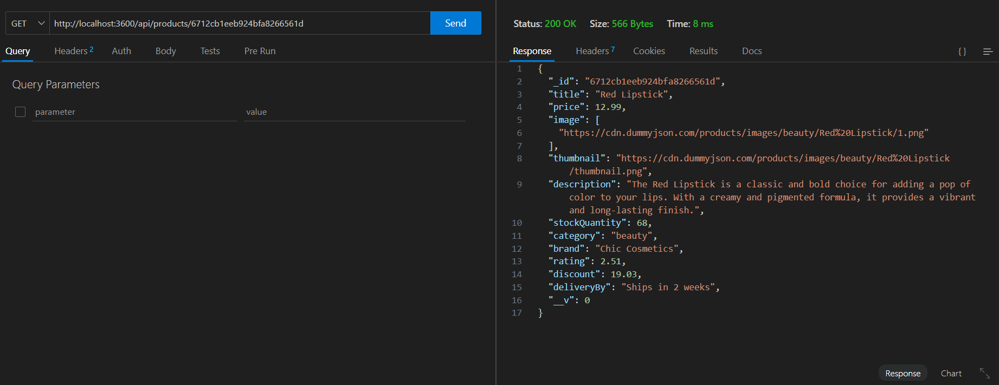 GET http://localhost:3600/api/products/6712cb1eeb924bfa8266561d Send
Query Headers 2 Auth Body Tests Pre Run
Query Parameters
parameter value
Status: 200 OK Size: 566 Bytes Time: 8 ms
Response Headers 7 Cookies Results Docs { }
1 {
2 "_id": "6712cb1eeb924bfa8266561d",
3 "title": "Red Lipstick",
4 "price": 12.99,
5 "image": [
6 "https://cdn.dummyjson.com/products/images/beauty/Red%20Lipstick/1.png"
7 ],
8 "thumbnail": "https://cdn.dummyjson.com/products/images/beauty/Red%20Lipstick
/thumbnail.png",
9 "description": "The Red Lipstick is a classic and bold choice for adding a pop of
color to your lips. With a creamy and pigmented formula, it provides a vibrant
and long-lasting finish.",
10 "stockQuantity": 68,
11 "category": "beauty",
12 "brand": "Chic Cosmetics",
13 "rating": 2.51,
14 "discount": 19.03,
15 "deliveryBy": "Ships in 2 weeks",
16 "__v": 0
17 }
Response Chart